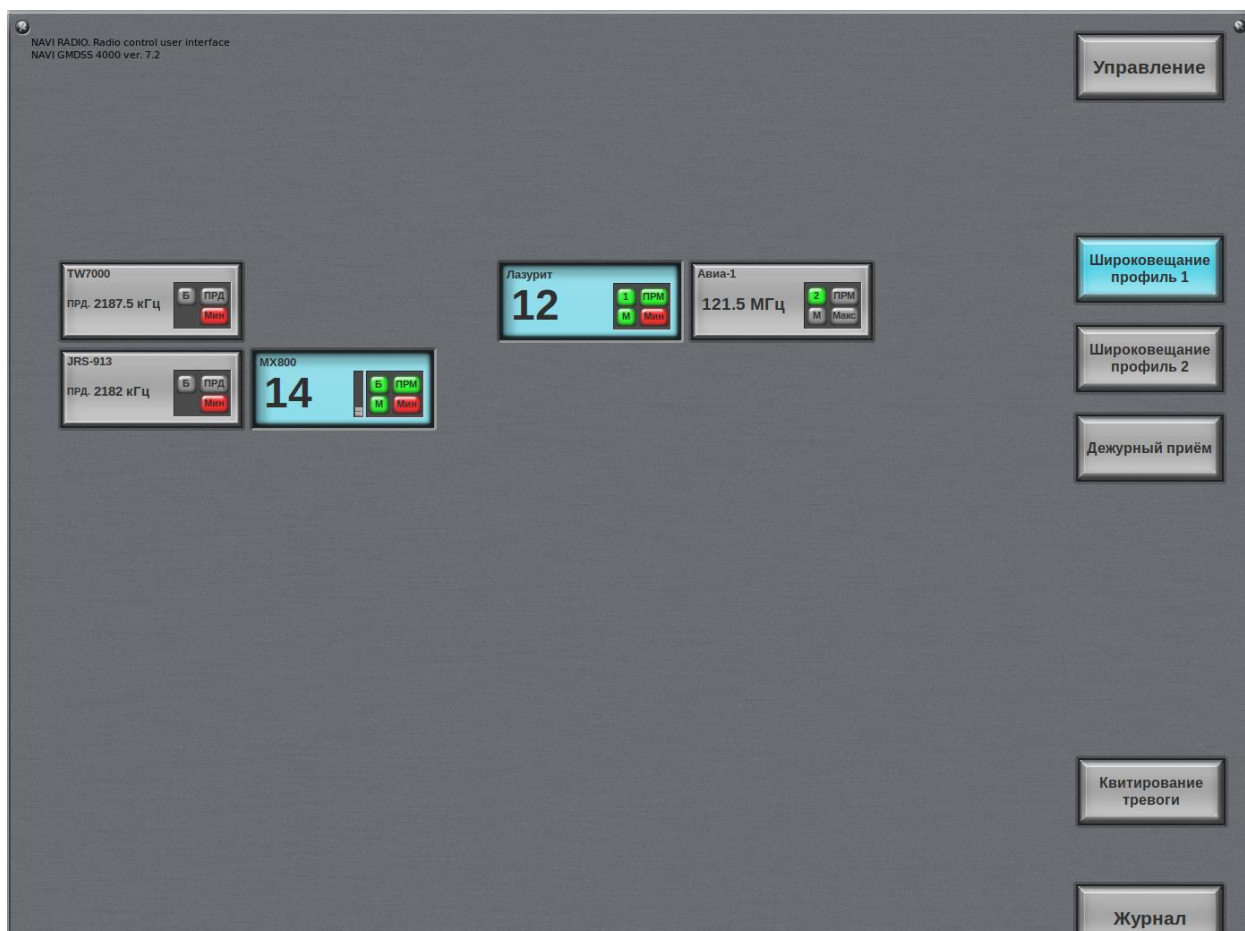 NAVI RADIO. Radio control user interface
NAVI GMDSS 4000 ver. 7.2
Управление
TW7000
ПРД. 2187.5 кГц
Б ПРД
Мин
Лазурит
12
1 ПРМ
М Мин
Авиа-1
121.5 МГц
2 ПРМ
М Макс
Широковещание
профиль 1
JRS-913
ПРД. 2182 кГц
Б ПРД
Мин
MX800
14
Б ПРМ
М Мин
Широковещание
профиль 2
Дежурный приём
Квитирование
тревоги
Журнал